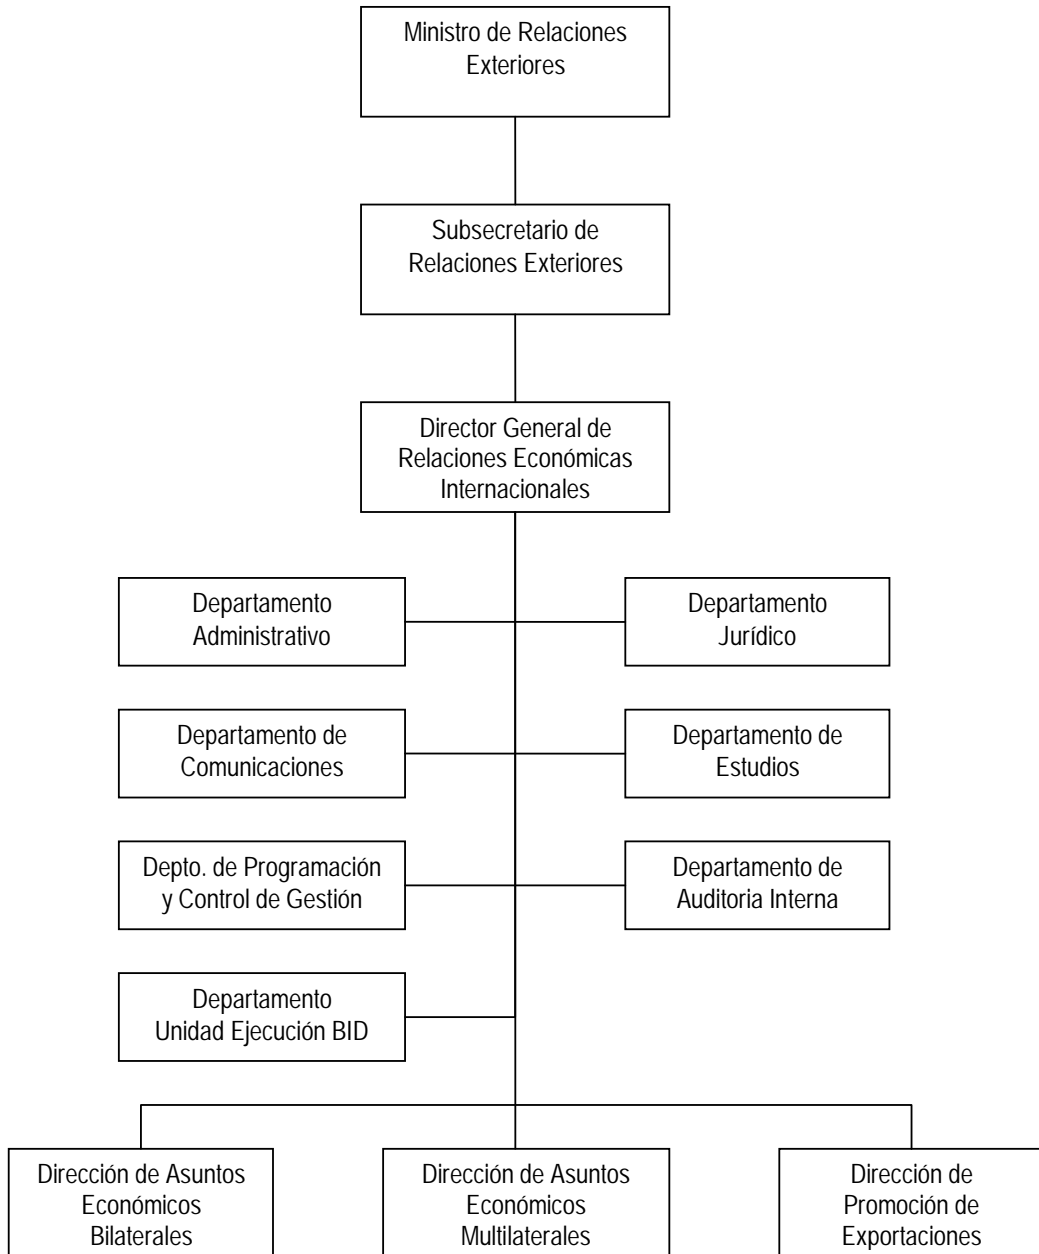 Ministro de Relaciones
Exteriores
Subsecretario de
Relaciones Exteriores
Director General de
Relaciones Económicas
Internacionales
Departamento
Administrativo
Departamento
Jurídico
Departamento de
Comunicaciones
Departamento de
Estudios
Depto. de Programación
y Control de Gestión
Departamento de
Auditoria Interna
Departamento
Unidad Ejecución BID
Dirección de Asuntos
Económicos
Bilaterales
Dirección de Asuntos
Económicos
Multilaterales
Dirección de
Promoción de
Exportaciones